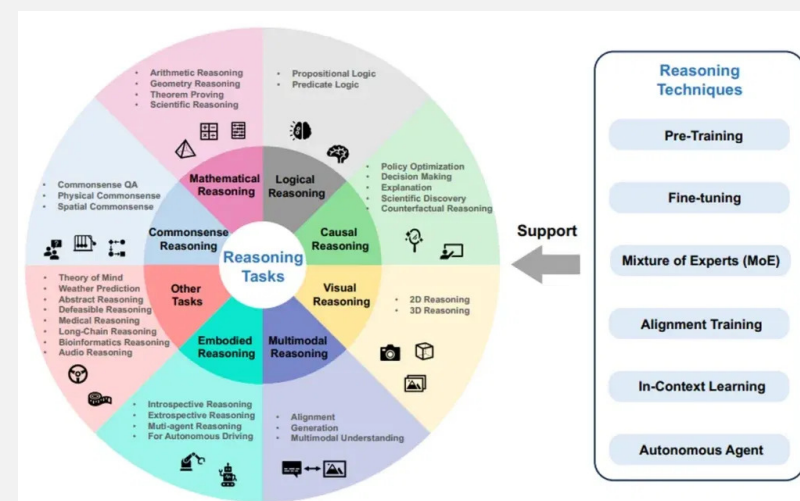 Arithmetic Reasoning
Geometry Reasoning
Theorem Proving
Scientific Reasoning
Propositional Logic
Predicate Logic
Mathematical
Reasoning
Logical
Reasoning
Policy Optimization
Decision Making
Explanation
Scientific Discovery
Counterfactual Reasoning
Commonsense QA
Physical Commonsense
Spatial Commonsense
Commonsense
Reasoning
Causal
Reasoning
Reasoning
Tasks
Theory of Mind
Weather Prediction
Abstract Reasoning
Defeasible Reasoning
Medical Reasoning
Long-Chain Reasoning
Bioinformatics Reasoning
Audio Reasoning
Other
Tasks
Visual
Reasoning
2D Reasoning
3D Reasoning
Embodied
Reasoning
Multimodal
Reasoning
Introspective Reasoning
Extrospective Reasoning
Muti-agent Reasoning
For Autonomous Driving
Alignment
Generation
Multimodal Understanding
Support
Reasoning
Techniques
Pre-Training
Fine-tuning
Mixture of Experts (MoE)
Alignment Training
In-Context Learning
Autonomous Agent